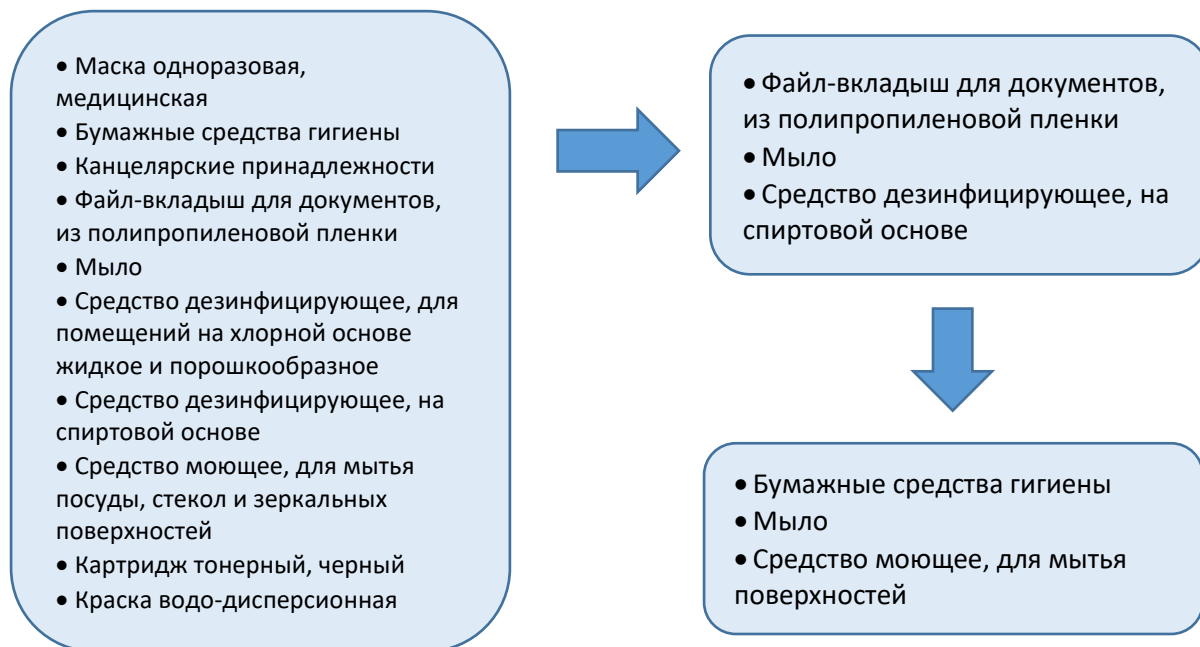 • Маска одноразовая,
медицинская
• Бумажные средства гигиены
• Канцелярские принадлежности
• Файл-вкладыш для документов,
из полипропиленовой пленки
• Мыло
• Средство дезинфицирующее, для
помещений на хлорной основе
жидкое и порошкообразное
• Средство дезинфицирующее, на
спиртовой основе
• Средство моющее, для мытья
посуды, стекол и зеркальных
поверхностей
• Картридж тонерный, черный
• Краска водо-дисперсионная
• Файл-вкладыш для документов,
из полипропиленовой пленки
• Мыло
• Средство дезинфицирующее, на
спиртовой основе
• Бумажные средства гигиены
• Мыло
• Средство моющее, для мытья
поверхностей